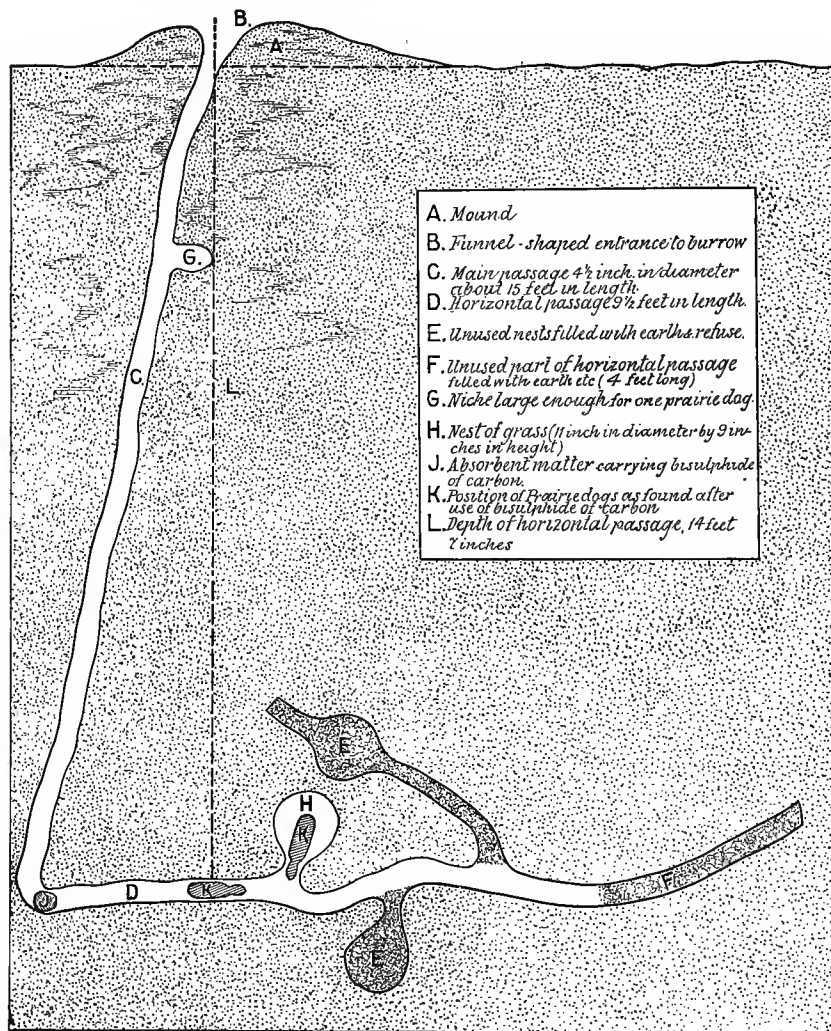 B.
A
G.
C.
L.
A. Mound
B. Funnel-shaped entrance to burrow
C. Main passage 4½ inch. in diameter
about 15 feet in length.
D. Horizontal passage 9½ feet in length.
E. Unused nests filled with earth & refuse.
F. Unused part of horizontal passage
filled with earth etc (4 feet long)
G. Niche large enough for one prairie dog.
H. Nest of grass (11 inch in diameter by 9 in-
ches in height)
J. Absorbent matter carrying bisulphide
of carbon.
K. Position of Prairie dogs as found after
use of bisulphide of carbon
L. Depth of horizontal passage, 14 feet
7 inches
E
H
K
J
D
K
F
E